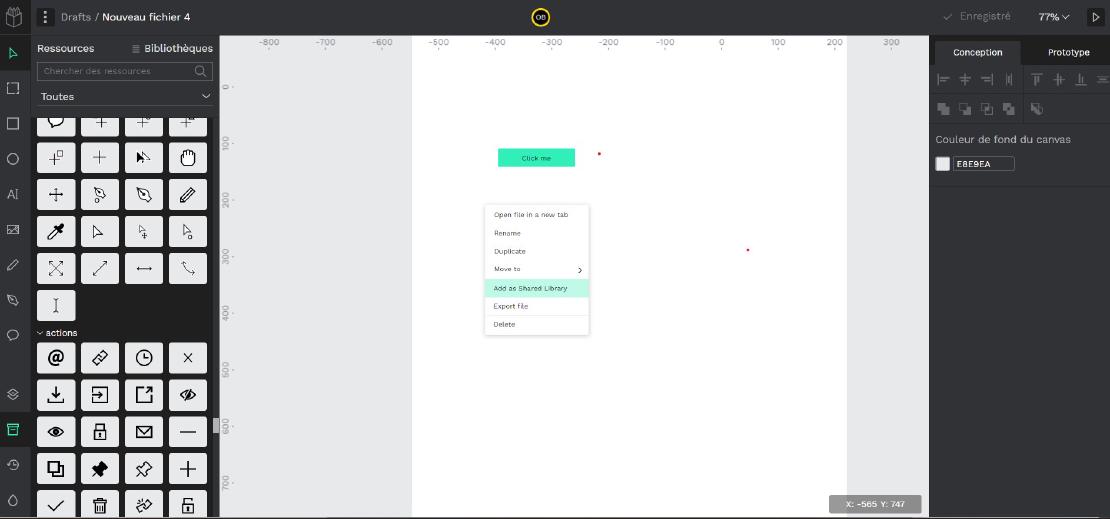 Drafts / Nouveau fichier 4
OB
Enregistré
77%
Ressources
Bibliothèques
Chercher des ressources
Toutes
actions
-800 -700 -600 -500 -400 -300 -200 -100 0 100 200 300
0
100
200
300
400
500
600
700
Click me
Open file in a new tab
Rename
Duplicate
Move to
Add as Shared Library
Export file
Delete
X: -565 Y: 747
Conception
Prototype
Couleur de fond du canvas
E8E9EA